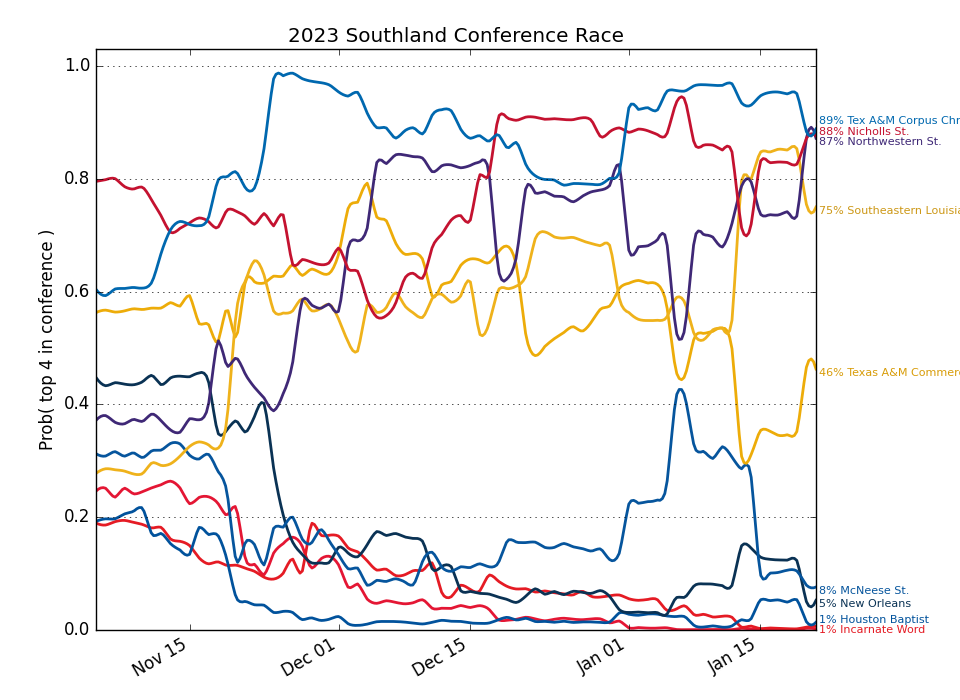 2023 Southland Conference Race
Prob( top 4 in conference )
1.0
0.8
0.6
0.4
0.2
0.0
Nov 15
Dec 01
Dec 15
Jan 01
Jan 15
89% Tex A&M Corpus Chr
88% Nicholls St.
87% Northwestern St.
75% Southeastern Louisia
46% Texas A&M Commerc
8% McNeese St.
5% New Orleans
1% Houston Baptist
1% Incarnate Word